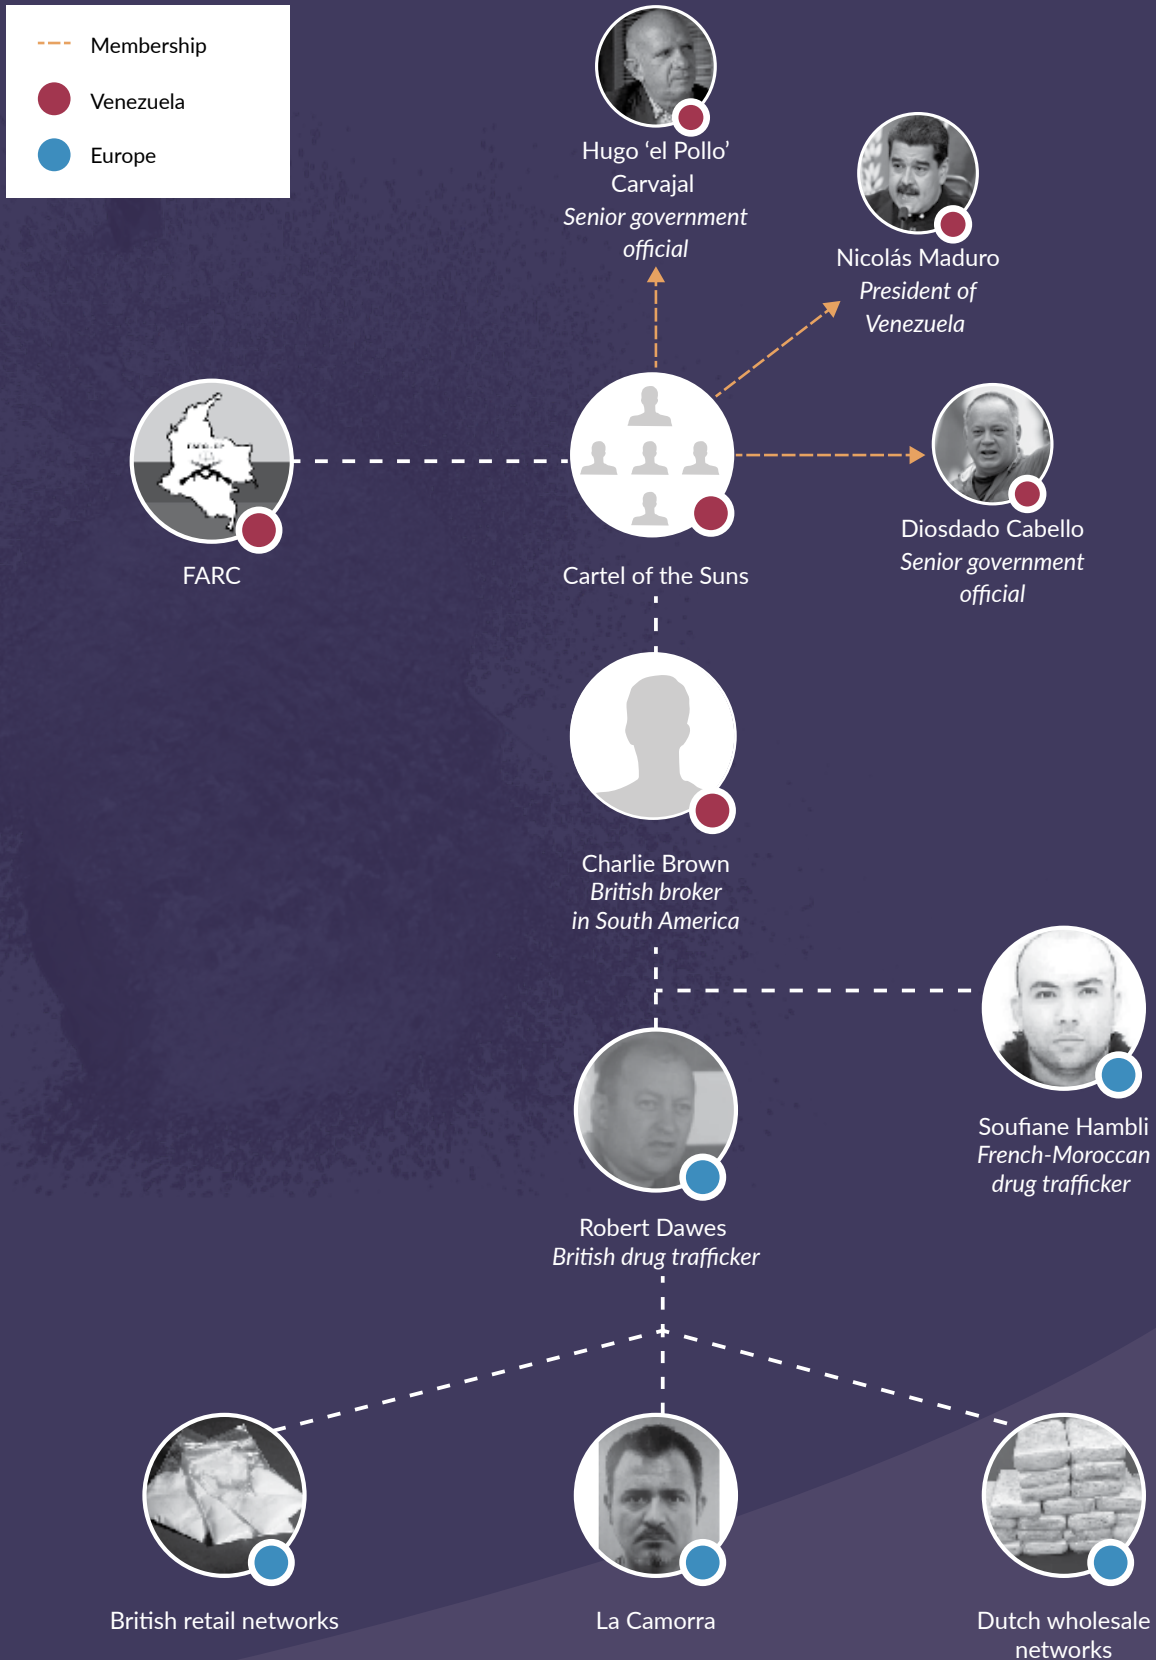 Membership
Venezuela
Europe
Hugo ‘el Pollo’
Carvajal
Senior government
official
Nicolás Maduro
President of
Venezuela
Diosdado Cabello
Senior government
official
FARC
Cartel of the Suns
Charlie Brown
British broker
in South America
Soufiane Hambli
French-Moroccan
drug trafficker
Robert Dawes
British drug trafficker
British retail networks
La Camorra
Dutch wholesale
networks